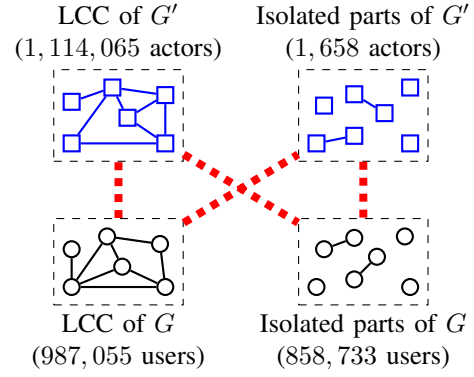 LCC of G′
(1, 114, 065 actors)
Isolated parts of G′
(1, 658 actors)
LCC of G
(987, 055 users)
Isolated parts of G
(858, 733 users)